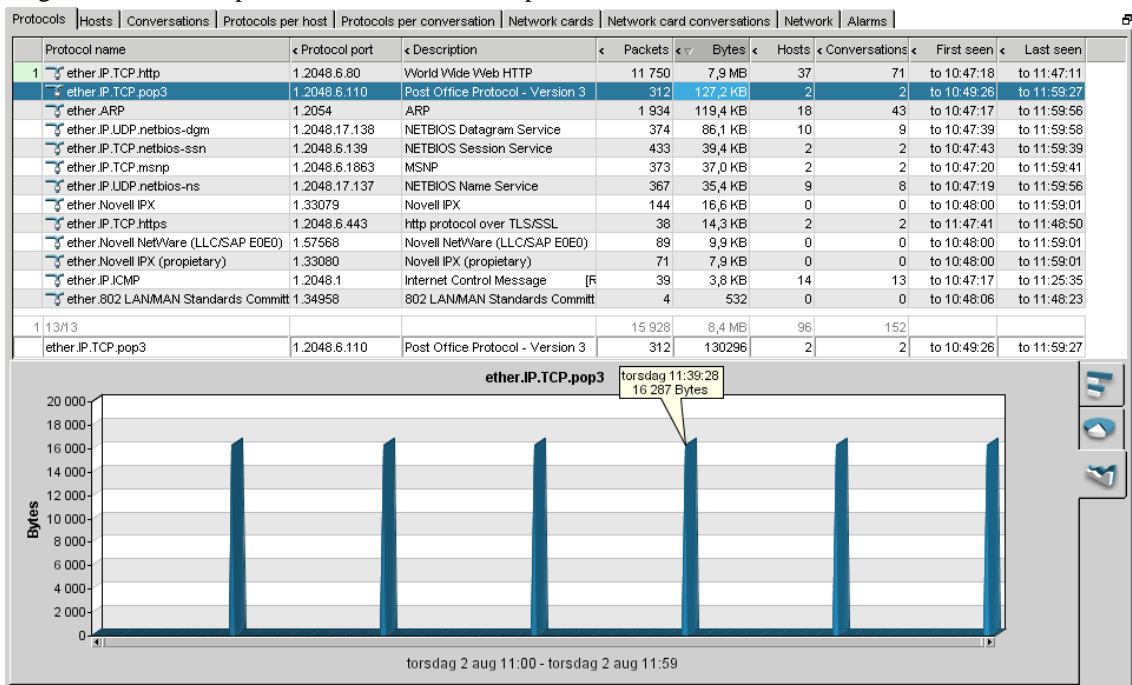 Protocols Hosts Conversations Protocols per host Protocols per conversation Network cards Network card conversations Network Alarms
Protocol name < Protocol port < Description < Packets < Bytes < Hosts < Conversations < First seen < Last seen
1 ether.IP.TCP.http 1.2048.6.80 World Wide Web HTTP 11 750 7,9 MB 37 71 to 10:47:18 to 11:47:11
ether.IP.TCP.pop3 1.2048.6.110 Post Office Protocol - Version 3 312 127,2 KB 2 2 to 10:49:26 to 11:59:27
ether.ARP 1.2054 ARP 1 934 119,4 KB 18 43 to 10:47:17 to 11:59:56
ether.IP.UDP.netbios-dgm 1.2048.17.138 NETBIOS Datagram Service 374 86,1 KB 10 9 to 10:47:39 to 11:59:58
ether.IP.TCP.netbios-ssn 1.2048.6.139 NETBIOS Session Service 433 39,4 KB 2 2 to 10:47:43 to 11:59:39
ether.IP.TCP.msnp 1.2048.6.1863 MSNP 373 37,0 KB 2 2 to 10:47:20 to 11:59:41
ether.IP.UDP.netbios-ns 1.2048.17.137 NETBIOS Name Service 367 35,4 KB 9 8 to 10:47:19 to 11:59:56
ether.Novell IPX 1.33079 Novell IPX 144 16,6 KB 0 0 to 10:48:00 to 11:59:01
ether.IP.TCP.https 1.2048.6.443 http protocol over TLS/SSL 38 14,3 KB 2 2 to 11:47:41 to 11:48:50
ether.Novell NetWare (LLC/SAP E0E0) 1.57568 Novell NetWare (LLC/SAP E0E0) 89 9,9 KB 0 0 to 10:48:00 to 11:59:01
ether.Novell IPX (propietary) 1.33080 Novell IPX (propietary) 71 7,9 KB 0 0 to 10:48:00 to 11:59:01
ether.IP.ICMP 1.2048.1 Internet Control Message [R 39 3,8 KB 14 13 to 10:47:17 to 11:25:35
ether.802 LAN/MAN Standards Committ 1.34958 802 LAN/MAN Standards Committ 4 532 0 0 to 10:48:06 to 11:48:23
1 13/13 15 928 8,4 MB 96 152
ether.IP.TCP.pop3 1.2048.6.110 Post Office Protocol - Version 3 312 130296 2 2 to 10:49:26 to 11:59:27
ether.IP.TCP.pop3
torsdag 11:39:28
16 287 Bytes
20 000
18 000
16 000
14 000
12 000
10 000
8 000
6 000
4 000
2 000
0
Bytes
torsdag 2 aug 11:00 - torsdag 2 aug 11:59